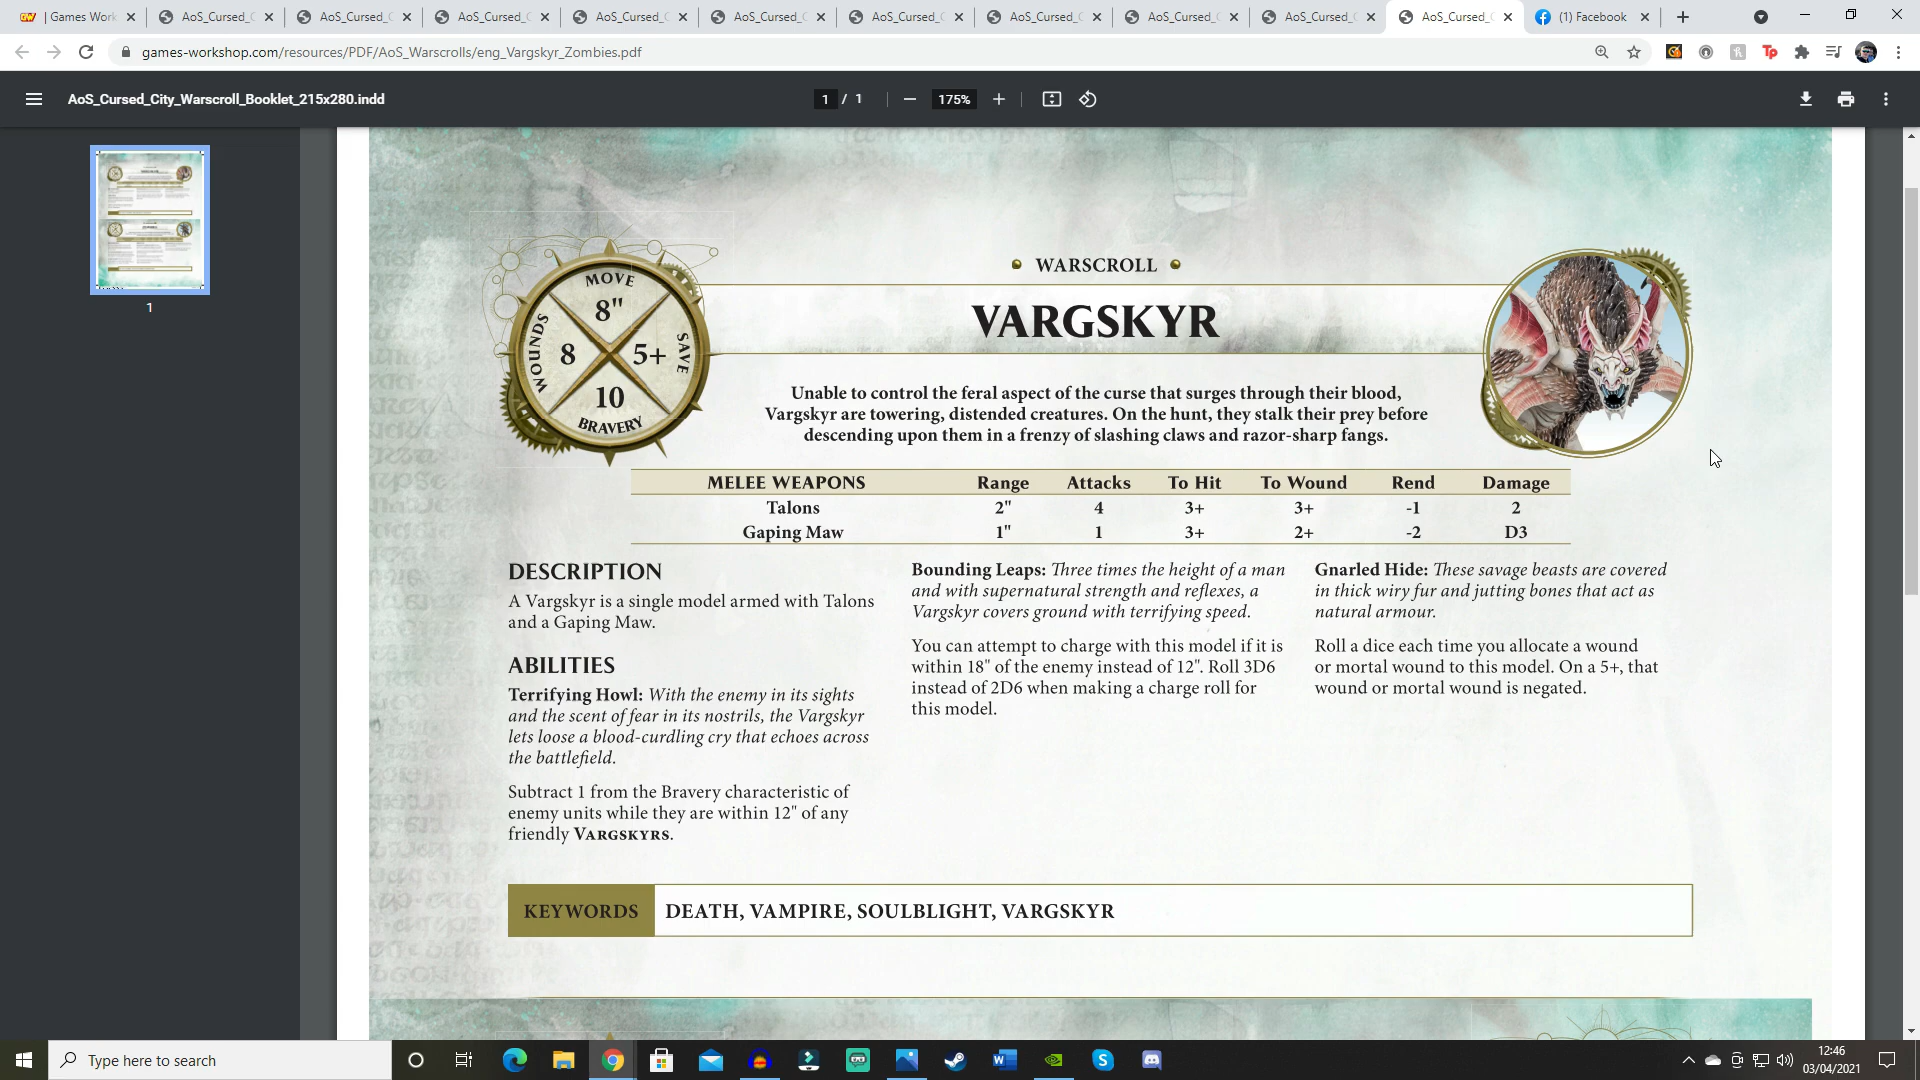 | Games Work
AoS_Cursed_C
AoS_Cursed_C
AoS_Cursed_C
AoS_Cursed_C
AoS_Cursed_C
AoS_Cursed_C
AoS_Cursed_C
AoS_Cursed_C
AoS_Cursed_C
AoS_Cursed_C
(1) Facebook
games-workshop.com/resources/PDF/AoS_Warscrolls/eng_Vargskyr_Zombies.pdf
AoS_Cursed_City_Warscroll_Booklet_215x280.indd
1 / 1
175%
1
WARSCROLL
VARGSKYR
MOVE
8"
WOUNDS
8
5+
SAVE
10
BRAVERY
Unable to control the feral aspect of the curse that surges through their blood,
Vargskyr are towering, distended creatures. On the hunt, they stalk their prey before
descending upon them in a frenzy of slashing claws and razor-sharp fangs.
MELEE WEAPONS Range Attacks To Hit To Wound Rend Damage
Talons 2" 4 3+ 3+ -1 2
Gaping Maw 1" 1 3+ 2+ -2 D3
DESCRIPTION
A Vargskyr is a single model armed with Talons
and a Gaping Maw.
ABILITIES
Terrifying Howl: With the enemy in its sights
and the scent of fear in its nostrils, the Vargskyr
lets loose a blood-curdling cry that echoes across
the battlefield.
Subtract 1 from the Bravery characteristic of
enemy units while they are within 12" of any
friendly VARGSKYRS.
Bounding Leaps: Three times the height of a man
and with supernatural strength and reflexes, a
Vargskyr covers ground with terrifying speed.
You can attempt to charge with this model if it is
within 18" of the enemy instead of 12". Roll 3D6
instead of 2D6 when making a charge roll for
this model.
Gnarled Hide: These savage beasts are covered
in thick wiry fur and jutting bones that act as
natural armour.
Roll a dice each time you allocate a wound
or mortal wound to this model. On a 5+, that
wound or mortal wound is negated.
KEYWORDS DEATH, VAMPIRE, SOULBLIGHT, VARGSKYR
Type here to search
12:46
03/04/2021